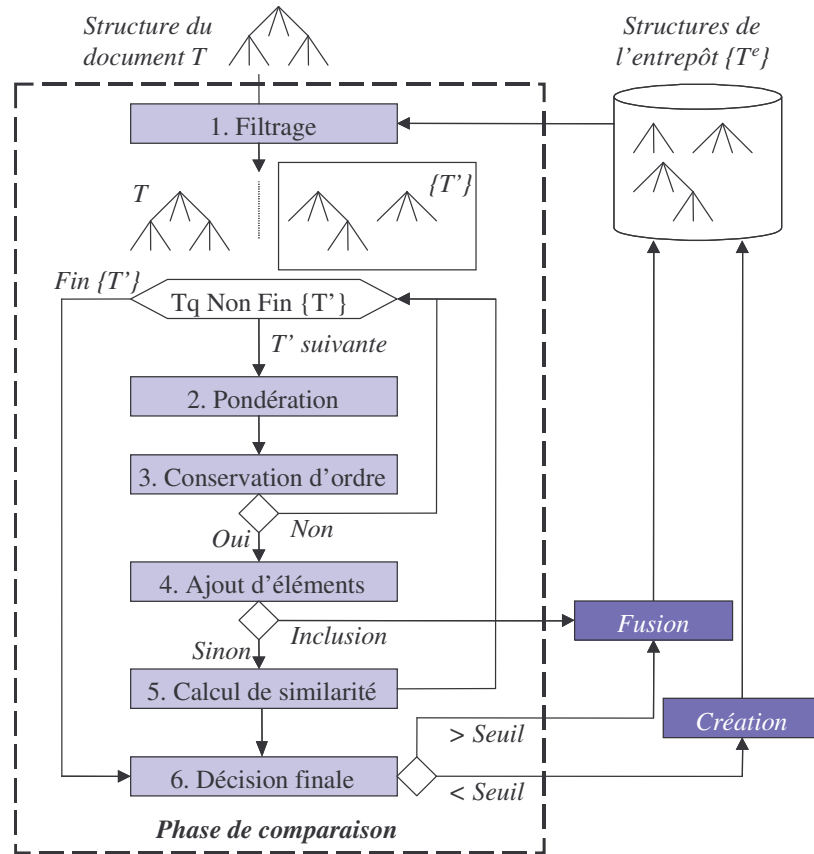 Structure du
document T
Structures de
l'entrepôt {Tᵉ}
1. Filtrage
T
{T'}
Fin {T'}
Tq Non Fin {T'}
T' suivante
2. Pondération
3. Conservation d'ordre
Non
Oui
4. Ajout d'éléments
Inclusion
Fusion
Sinon
5. Calcul de similarité
Création
> Seuil
6. Décision finale
< Seuil
Phase de comparaison